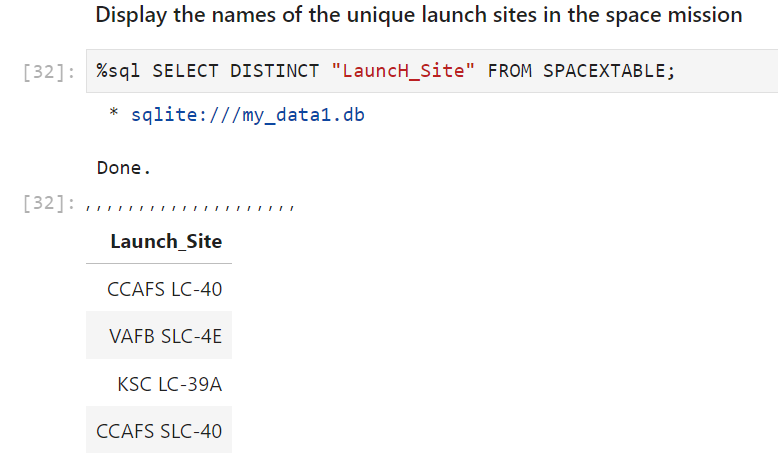 Display the names of the unique launch sites in the space mission
[32]: %sql SELECT DISTINCT "LauncH_Site" FROM SPACEXTABLE;
* sqlite:///my_data1.db
Done.
[32]: , , , , , , , , , , , , , , , , , , , ,
Launch_Site
CCAFS LC-40
VAFB SLC-4E
KSC LC-39A
CCAFS SLC-40